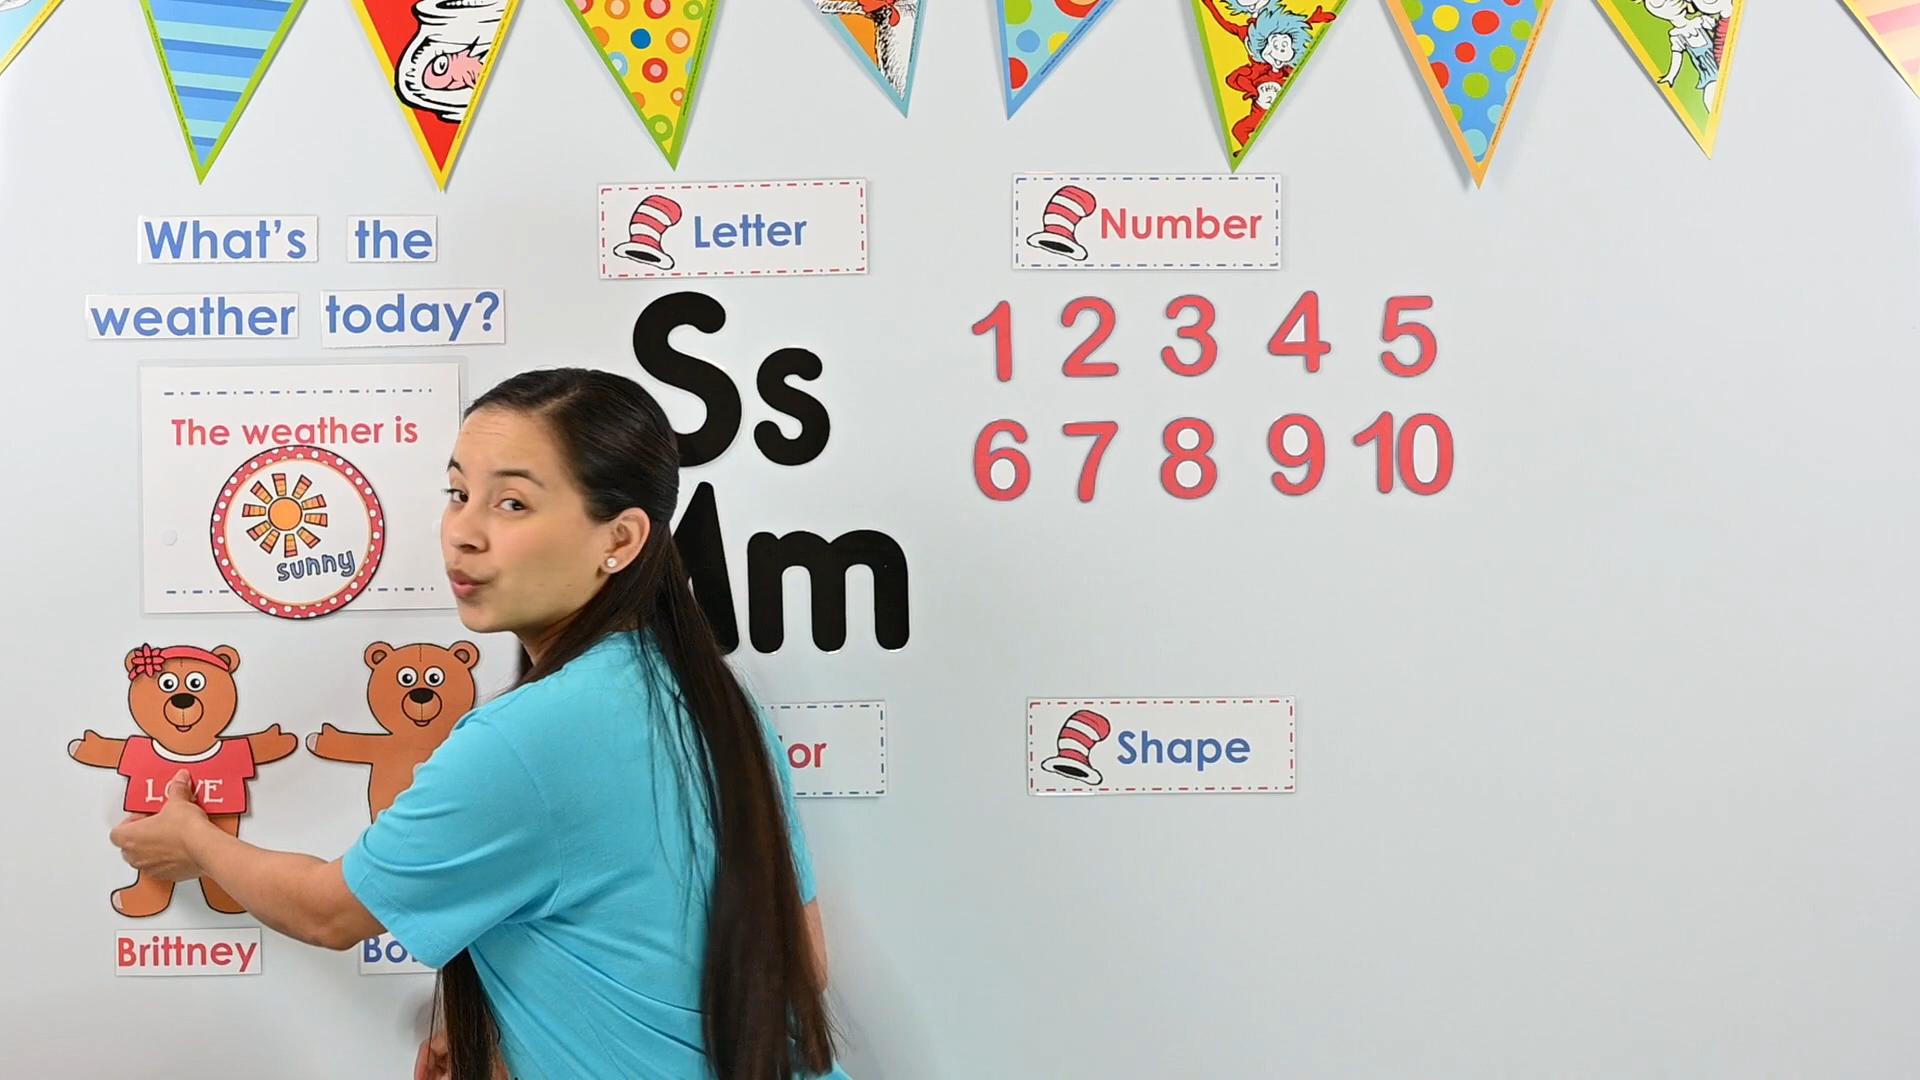 What's the
weather today?
The weather is
sunny
LOVE
Brittney
Letter
Ss
m
Number
1 2 3 4 5
6 7 8 9 10
Shape